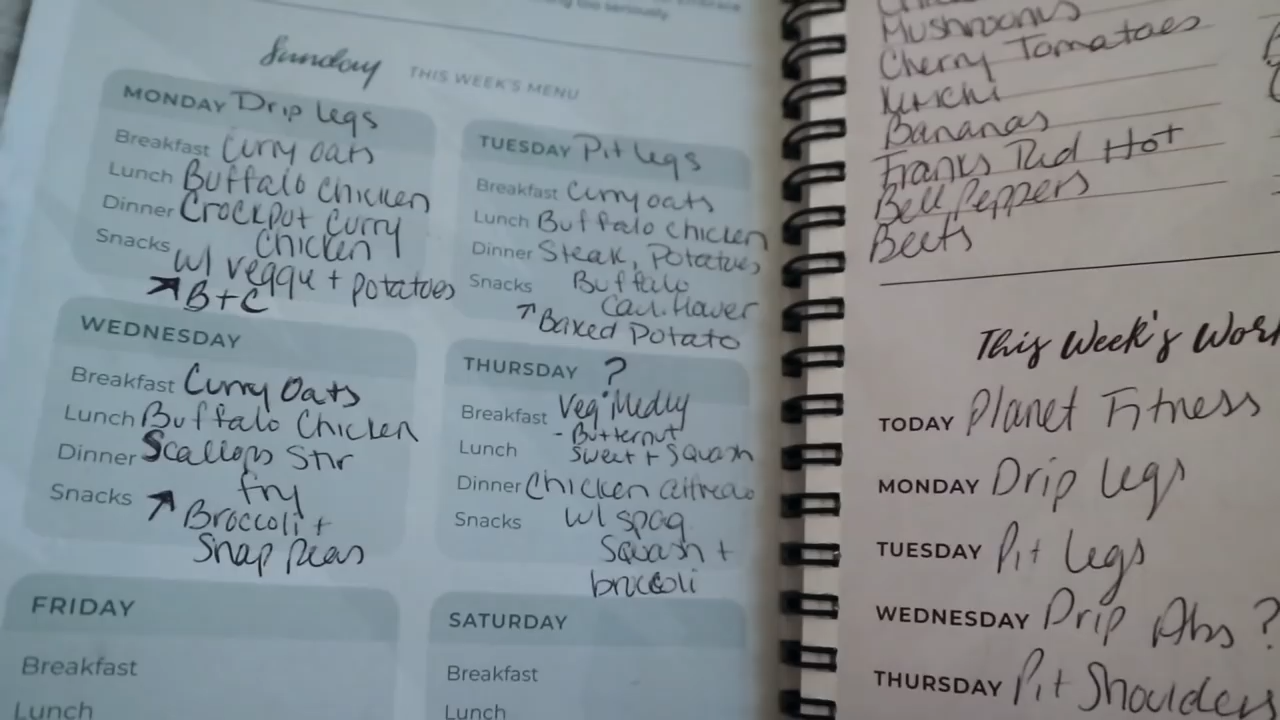 ing too seriously
Sunday THIS WEEK'S MENU
MONDAY Drip legs
Breakfast Curry oats
Lunch Buffalo chicken
Dinner Crockpot Curry
Chicken
Snacks w/ veggie + potatoes
B+C
TUESDAY Pit legs
Breakfast Curry oats
Lunch Buffalo chicken
Dinner Steak, Potatoes,
Snacks Buffalo
Cauliflower
Baked Potato
WEDNESDAY
Breakfast Curry Oats
Lunch Buffalo Chicken
Dinner Scallops Stir
fry
Snacks Broccoli +
Snap Peas
THURSDAY ?
Breakfast Veg Medly
- Butternut
Lunch Sweet + Squash
Dinner Chicken
Snacks w/ spag
Squash +
broccoli
FRIDAY
Breakfast
Lunch
SATURDAY
Breakfast
Lunch
Mushrooms
Cherry Tomatoes
Kimchi
Bananas
Franks Red Hot
Bell Peppers
Beets
This Week's Wor
TODAY Planet Fitness
MONDAY Drip legs
TUESDAY Pit legs
WEDNESDAY Drip Abs ?
THURSDAY Pit Shoulders